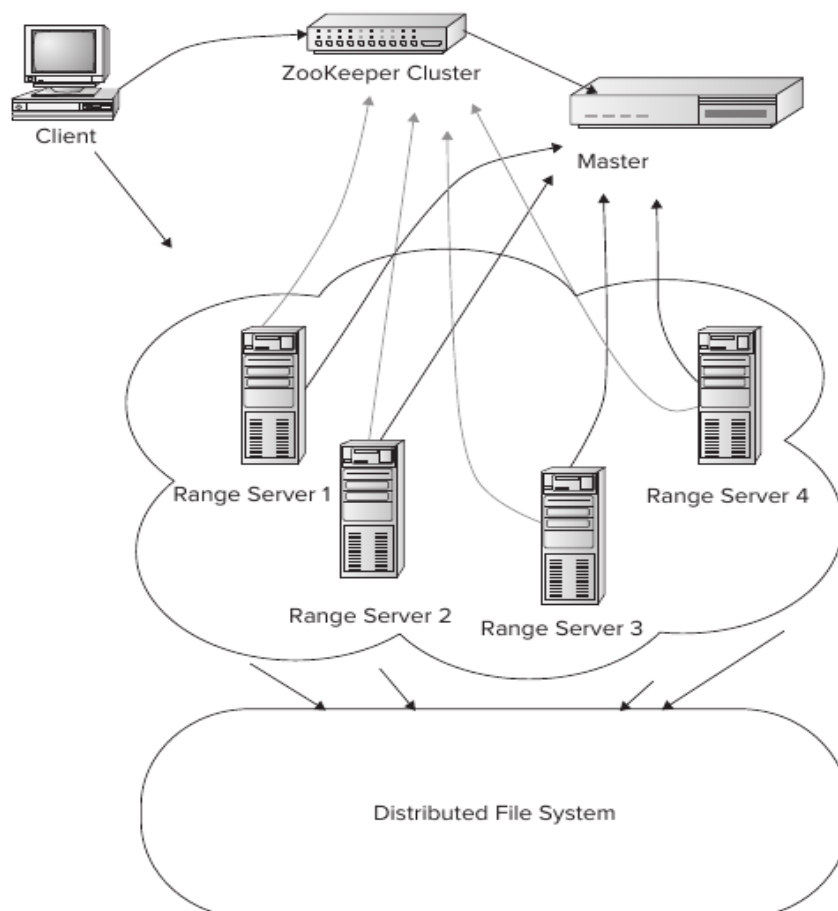 ZooKeeper Cluster
Client
Master
Range Server 1
Range Server 4
Range Server 2
Range Server 3
Distributed File System